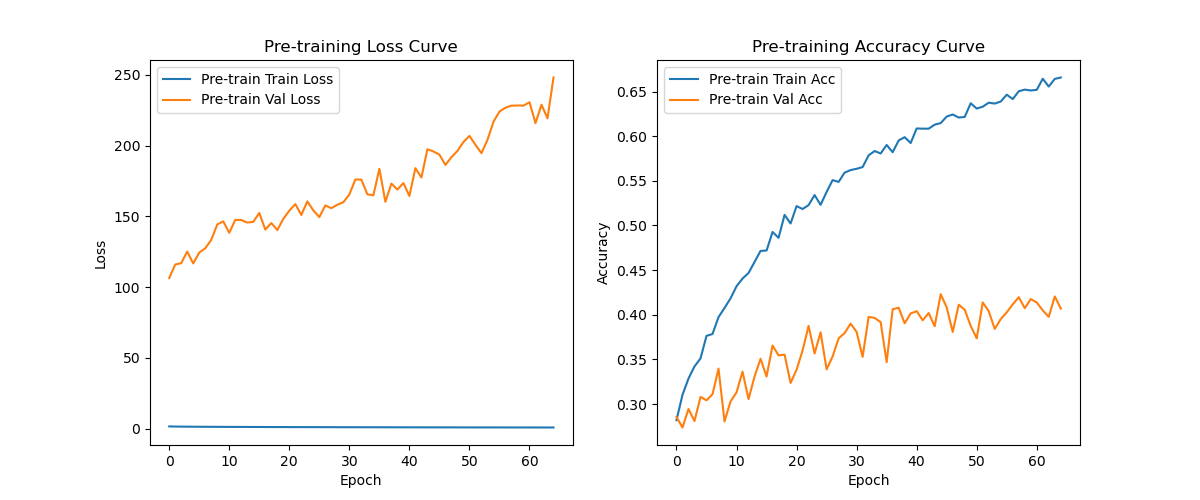 Pre-training Loss Curve
Pre-train Train Loss
Pre-train Val Loss
250
200
150
100
50
0
Loss
0 10 20 30 40 50 60
Epoch
Pre-training Accuracy Curve
Pre-train Train Acc
Pre-train Val Acc
0.65
0.60
0.55
0.50
0.45
0.40
0.35
0.30
Accuracy
0 10 20 30 40 50 60
Epoch